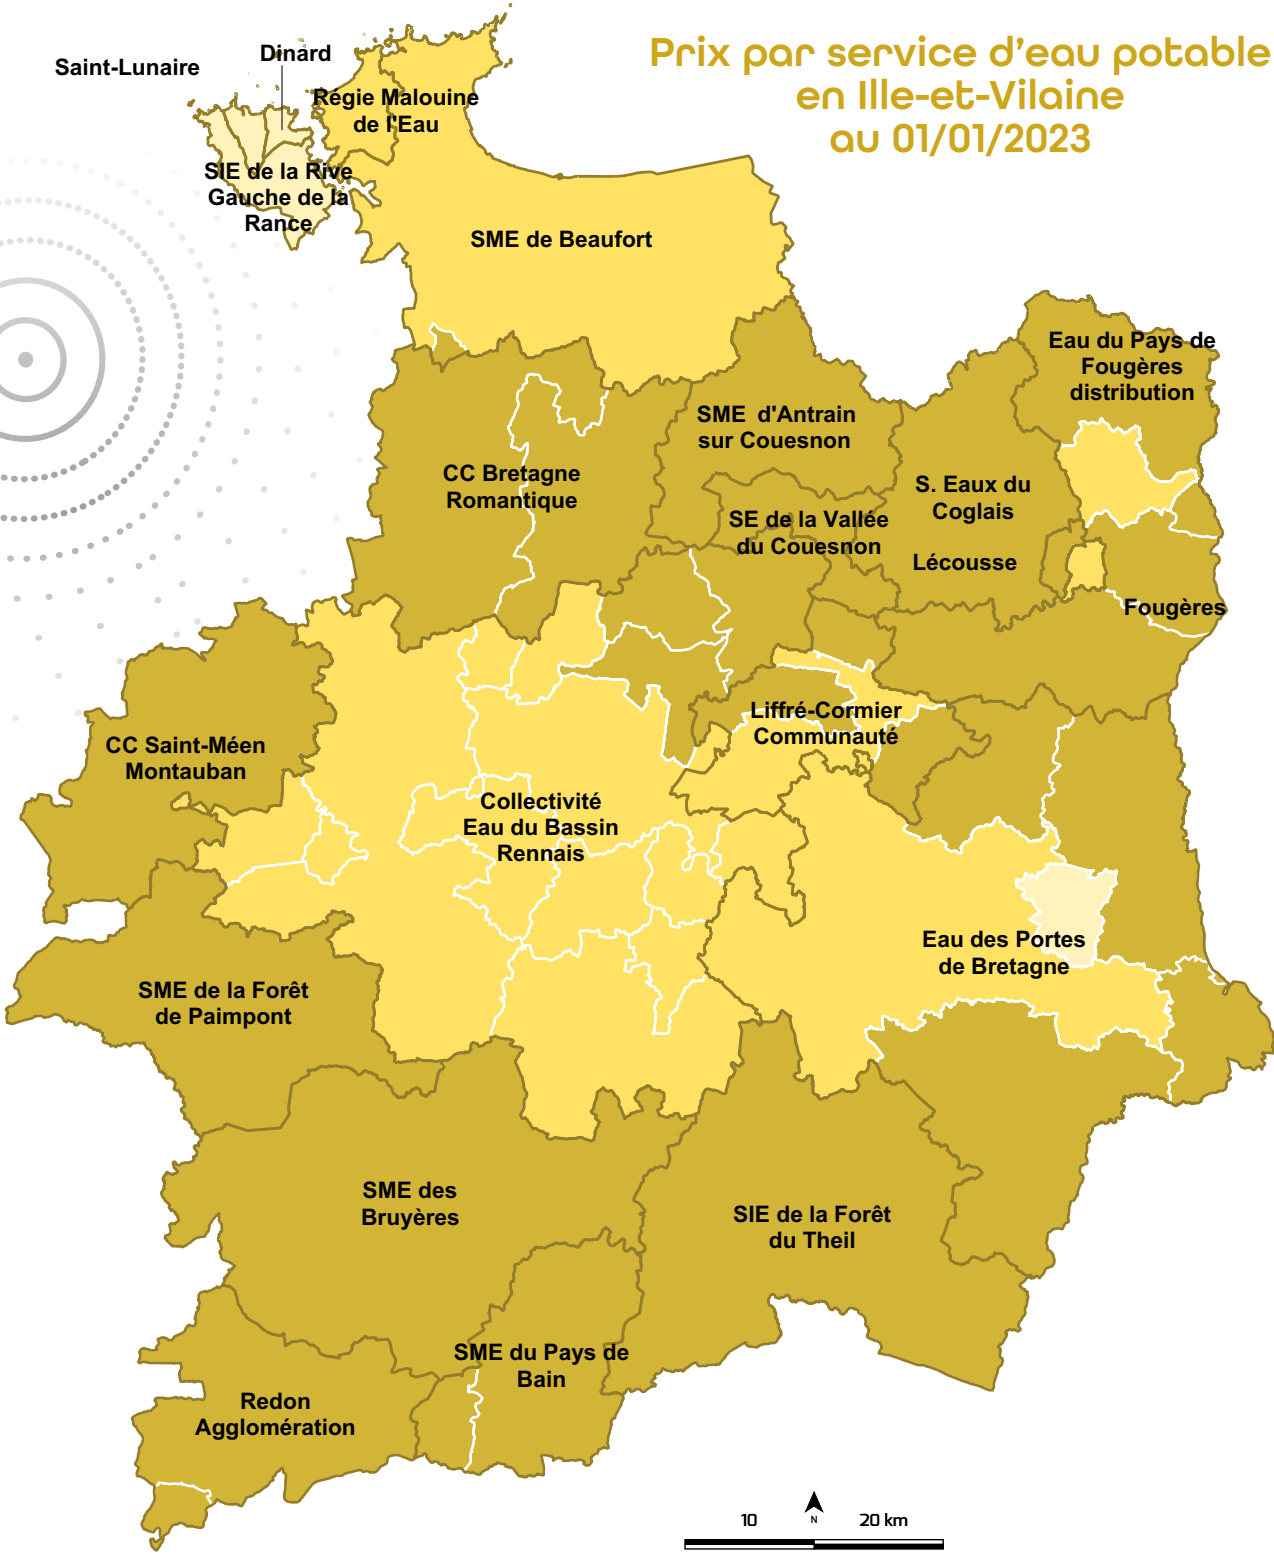 Prix par service d'eau potable
en Ille-et-Vilaine
au 01/01/2023
Saint-Lunaire
Dinard
Régie Malouine
de l'Eau
SIE de la Rive
Gauche de la
Rance
SME de Beaufort
Eau du Pays de
Fougères
distribution
SME d'Antrain
sur Couesnon
CC Bretagne
Romantique
S. Eaux du
Coglais
SE de la Vallée
du Couesnon
Lécousse
Fougères
Liffré-Cormier
Communauté
CC Saint-Méen
Montauban
Collectivité
Eau du Bassin
Rennais
Eau des Portes
de Bretagne
SME de la Forêt
de Paimpont
SME des
Bruyères
SIE de la Forêt
du Theil
SME du Pays de
Bain
Redon
Agglomération
N
10 20 km